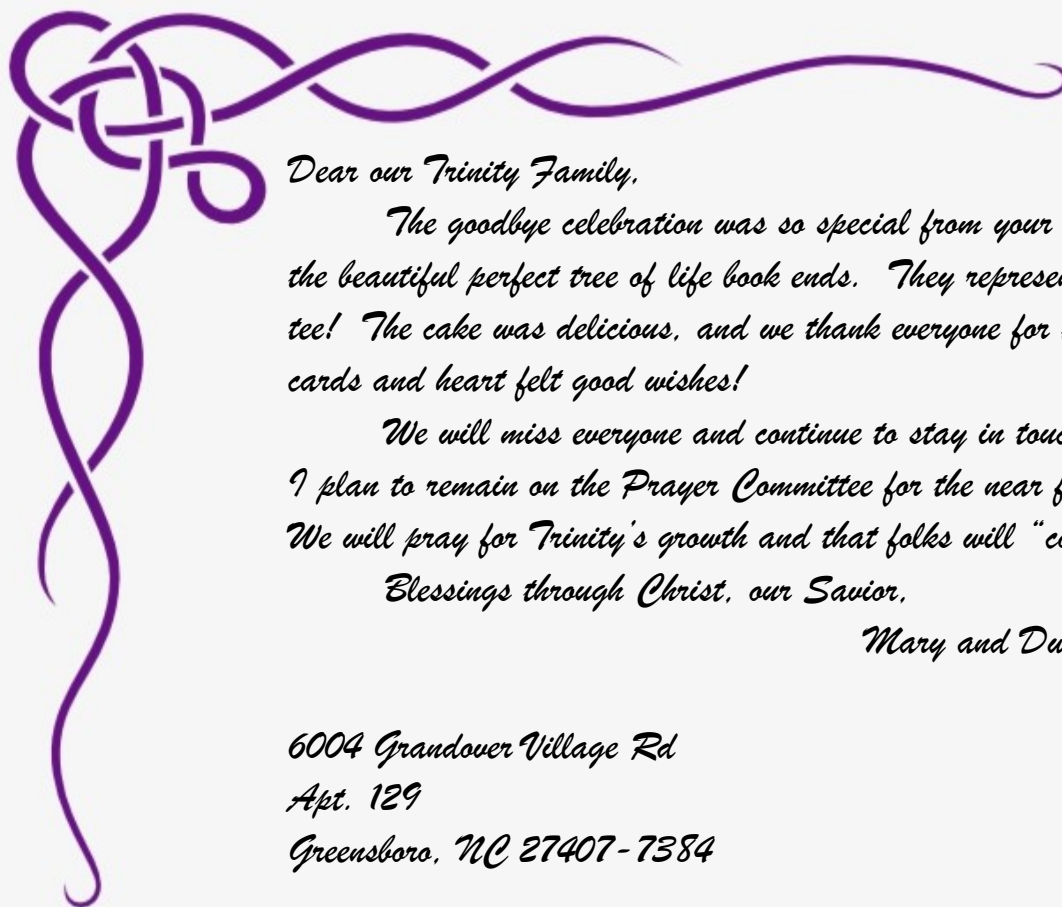 Dear our Trinity Family,
The goodbye celebration was so special from your
the beautiful perfect tree of life book ends. They represe
tee! The cake was delicious, and we thank everyone for
cards and heart felt good wishes!
We will miss everyone and continue to stay in touc
I plan to remain on the Prayer Committee for the near f
We will pray for Trinity's growth and that folks will "c
Blessings through Christ, our Savior,
Mary and Du
6004 Grandover Village Rd
Apt. 129
Greensboro, NC 27407-7384